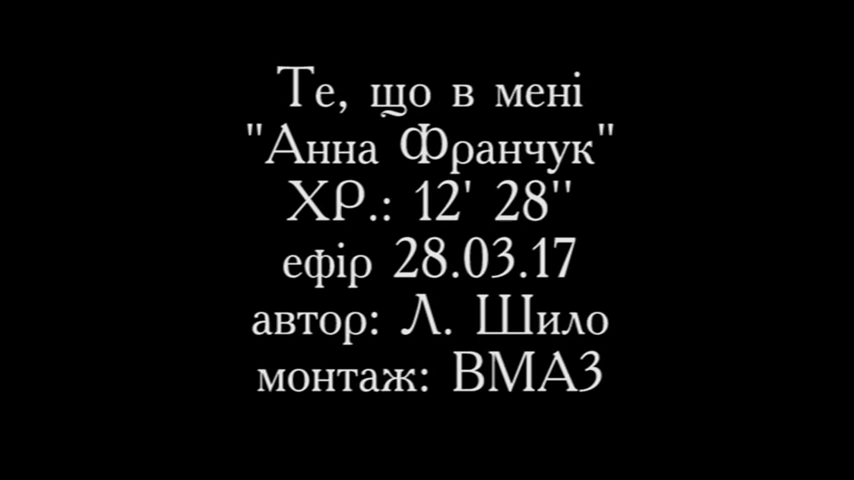 Те, що в мені
"Анна Франчук"
ХР.: 12' 28''
ефір 28.03.17
автор: Л. Шило
монтаж: ВМАЗ